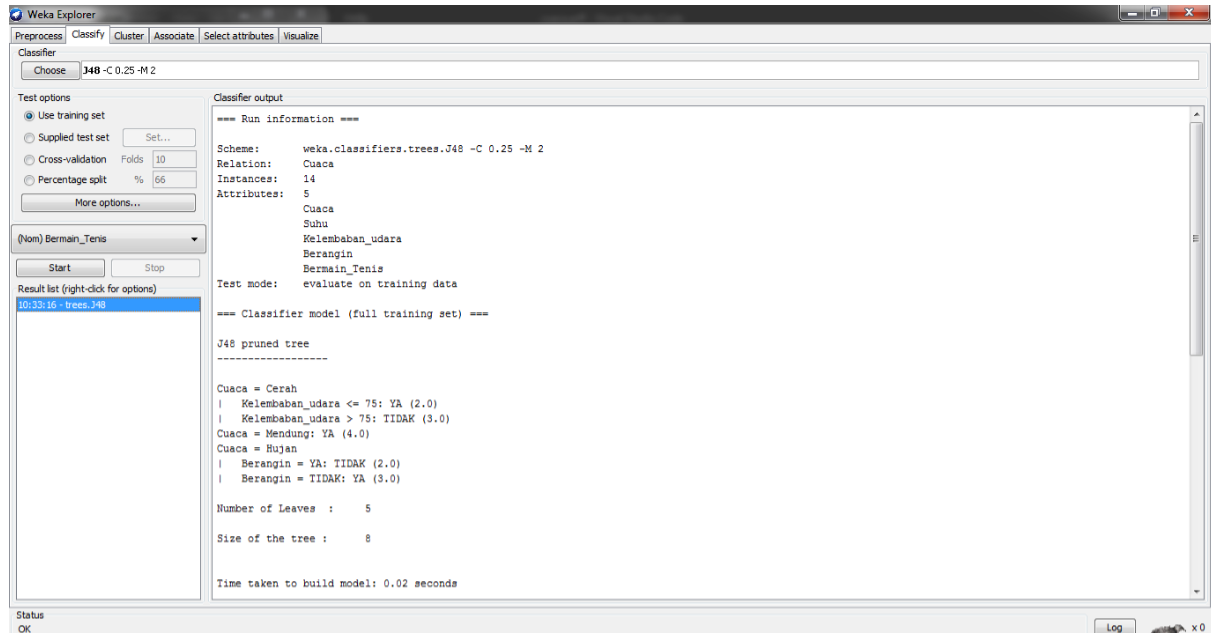 Weka Explorer
Preprocess Classify Cluster Associate Select attributes Visualize
Classifier
Choose J48 -C 0.25 -M 2
Test options
Use training set
Supplied test set Set...
Cross-validation Folds 10
Percentage split % 66
More options...
(Nom) Bermain_Tenis
Start Stop
Result list (right-click for options)
10:33:16 - trees.J48
Classifier output
=== Run information ===
Scheme: weka.classifiers.trees.J48 -C 0.25 -M 2
Relation: Cuaca
Instances: 14
Attributes: 5
Cuaca
Suhu
Kelembaban_udara
Berangin
Bermain_Tenis
Test mode: evaluate on training data
=== Classifier model (full training set) ===
J48 pruned tree
------------------
Cuaca = Cerah
| Kelembaban_udara <= 75: YA (2.0)
| Kelembaban_udara > 75: TIDAK (3.0)
Cuaca = Mendung: YA (4.0)
Cuaca = Hujan
| Berangin = YA: TIDAK (2.0)
| Berangin = TIDAK: YA (3.0)
Number of Leaves : 5
Size of the tree : 8
Time taken to build model: 0.02 seconds
Status
OK
Log x 0